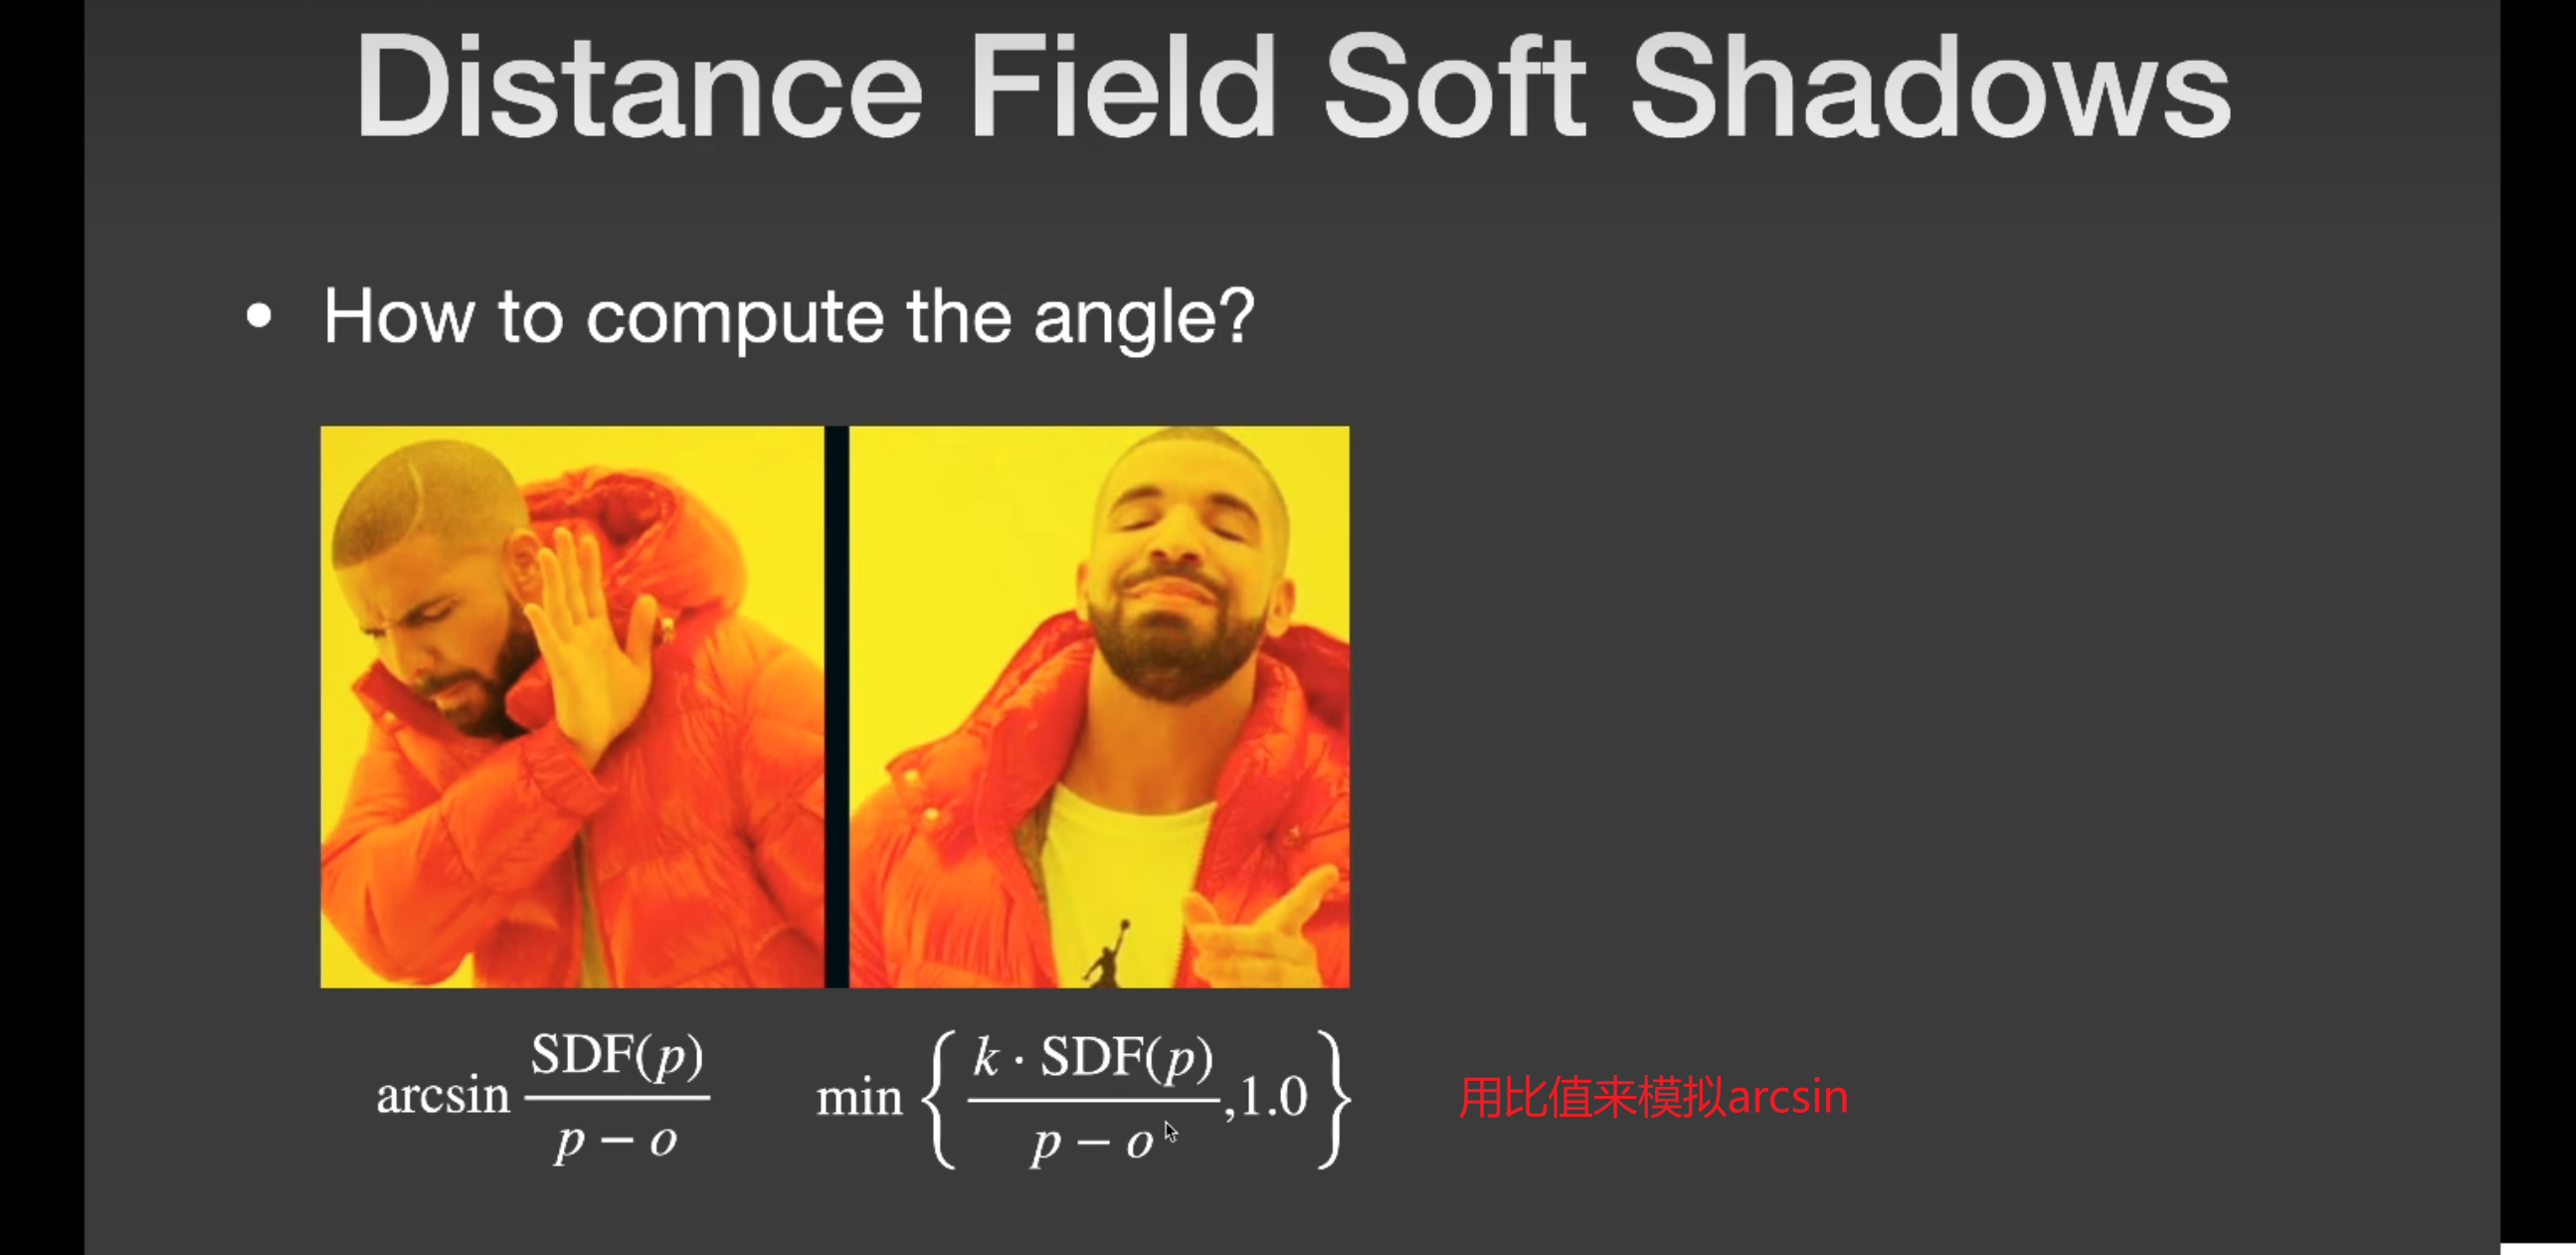 Distance Field Soft Shadows
• How to compute the angle?
arcsin SDF(p) / p − o
min { k · SDF(p) / p − o , 1.0 }
用比值来模拟arcsin